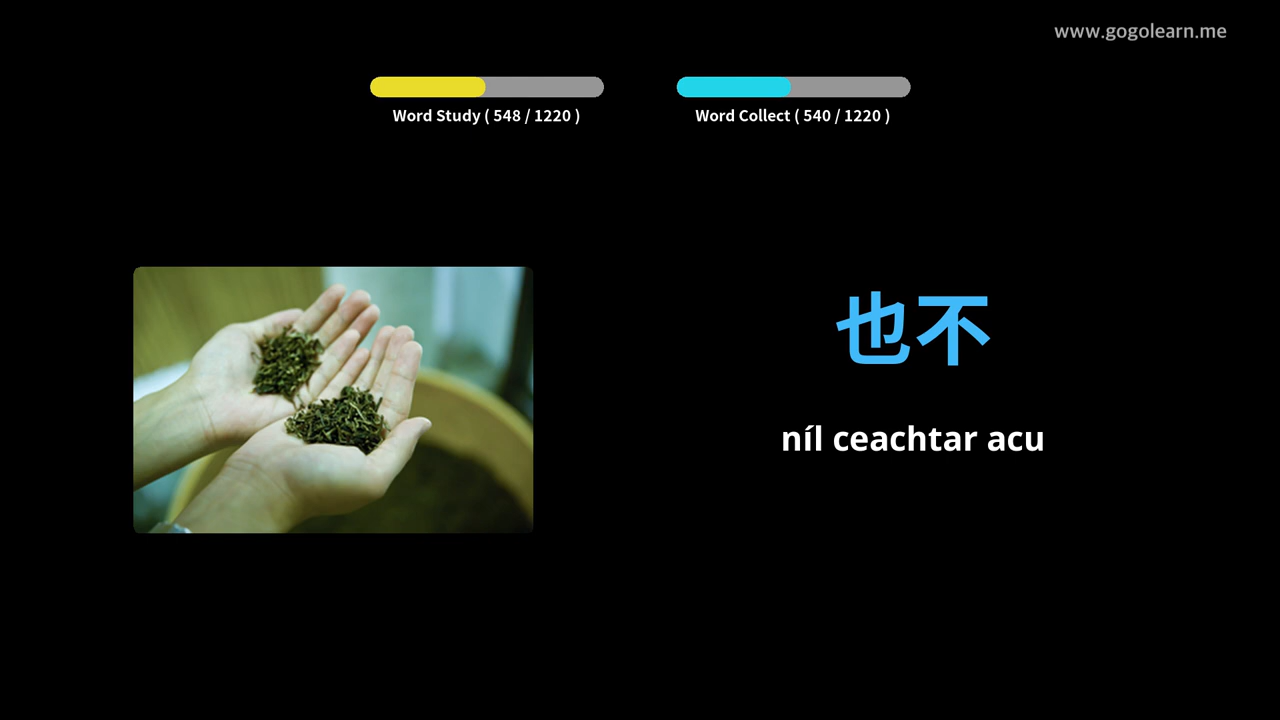 www.gogolearn.me
Word Study ( 548 / 1220 )
Word Collect ( 540 / 1220 )
也不
níl ceachtar acu